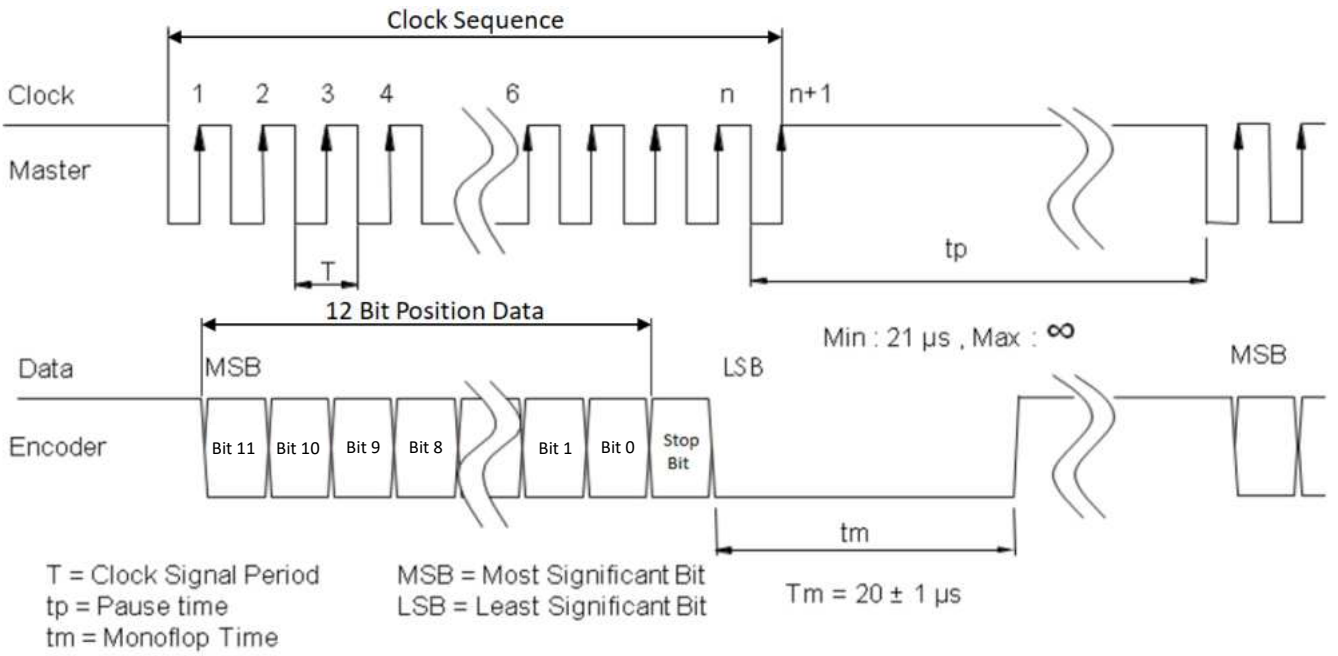 Clock Sequence
Clock 1 2 3 4 6 n n+1
Master
T
tp
12 Bit Position Data
Min : 21 µs , Max : ∞
Data MSB LSB MSB
Encoder Bit 11 Bit 10 Bit 9 Bit 8 Bit 1 Bit 0 Stop Bit
tm
T = Clock Signal Period
tp = Pause time
tm = Monoflop Time
MSB = Most Significant Bit
LSB = Least Significant Bit
Tm = 20 ± 1 µs